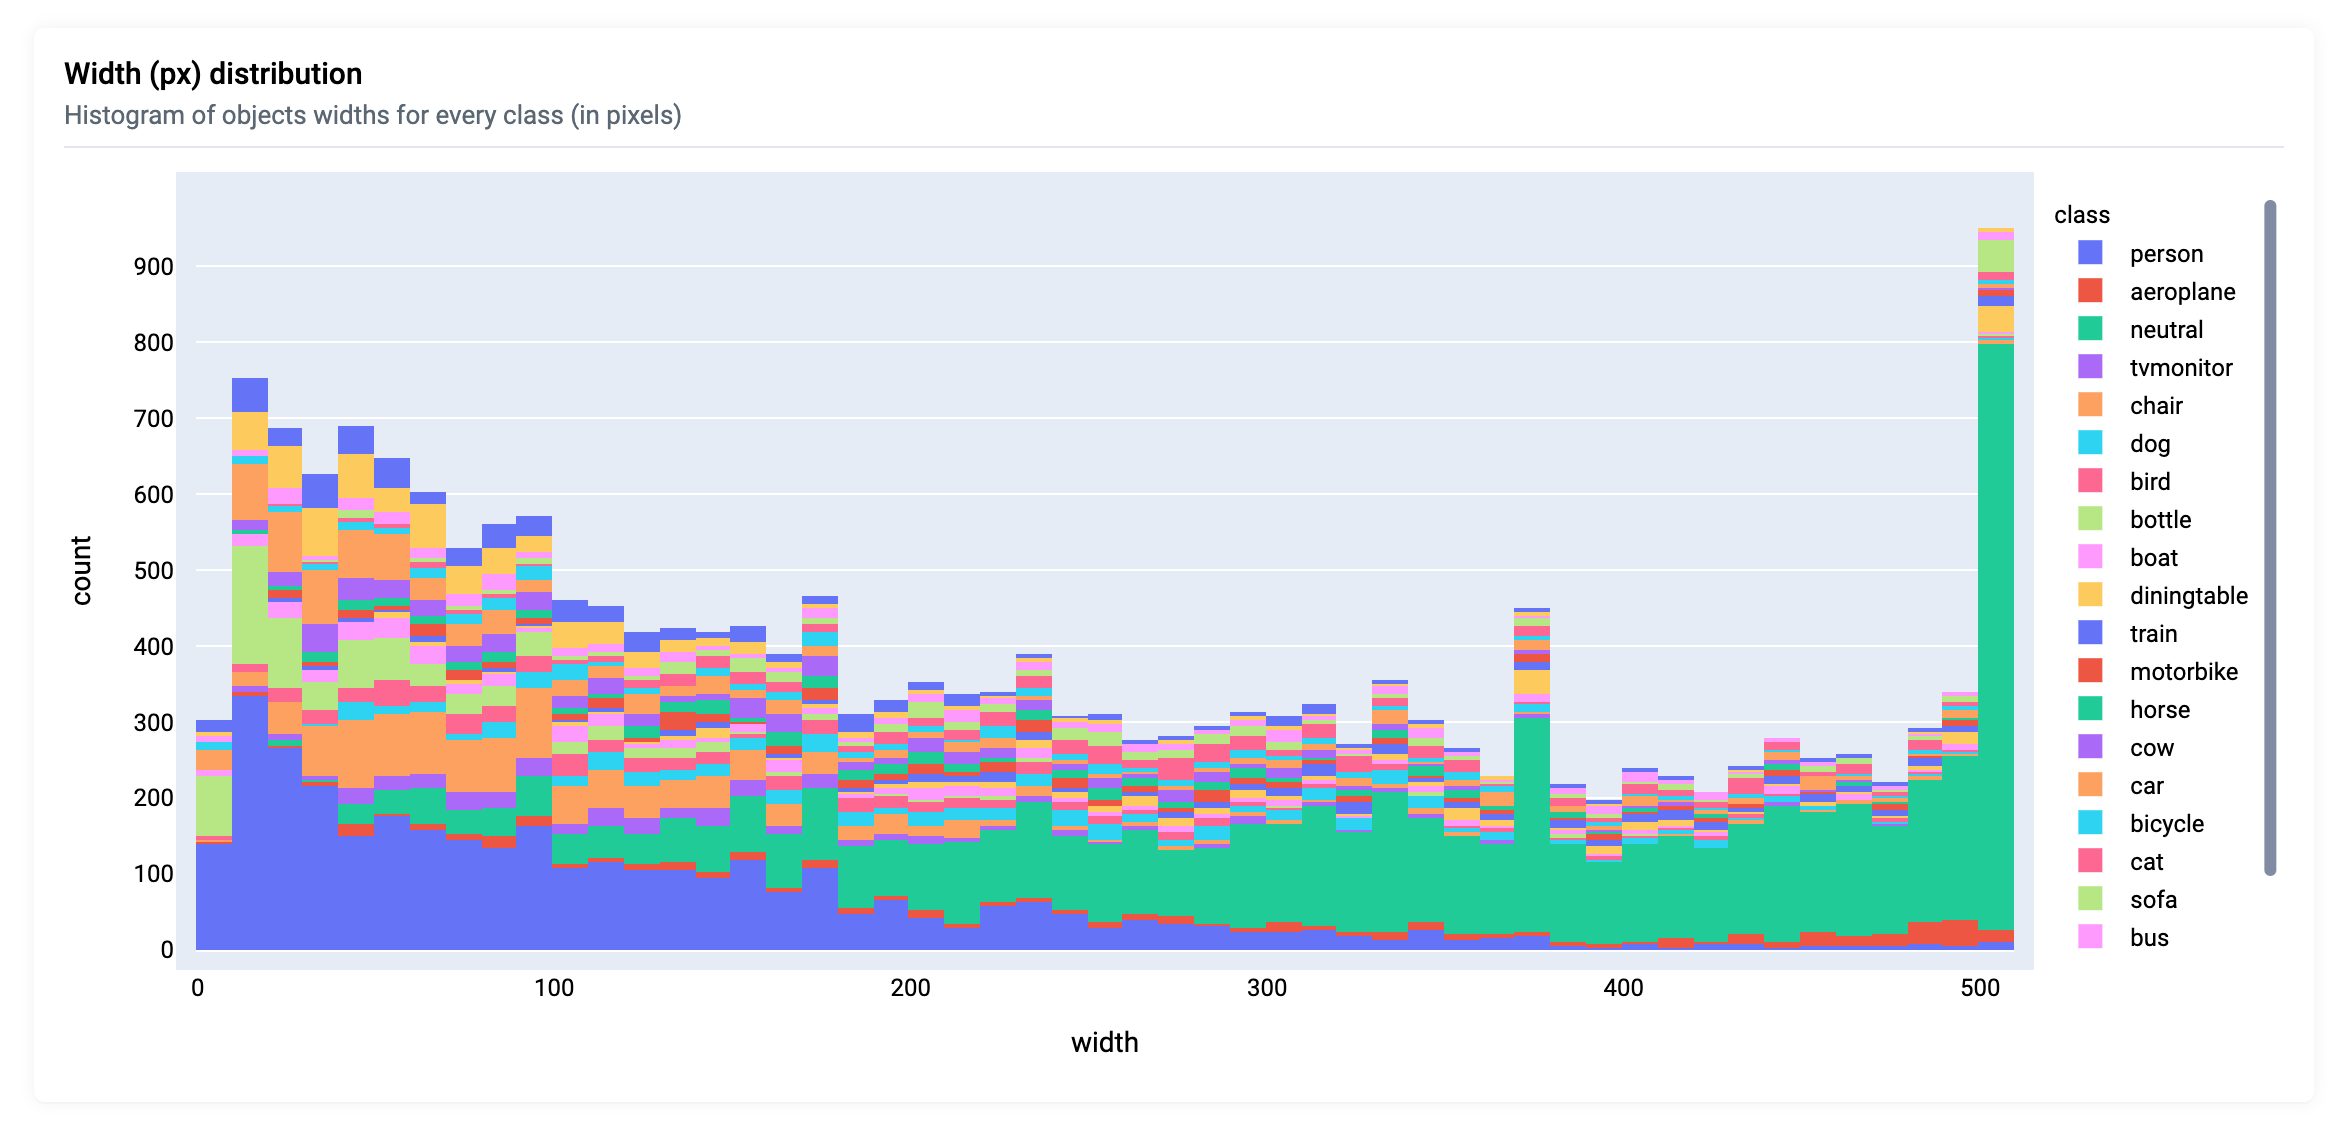 Width (px) distribution
Histogram of objects widths for every class (in pixels)
count
900
800
700
600
500
400
300
200
100
0
0
100
200
300
400
500
width
class
person
aeroplane
neutral
tvmonitor
chair
dog
bird
bottle
boat
diningtable
train
motorbike
horse
cow
car
bicycle
cat
sofa
bus